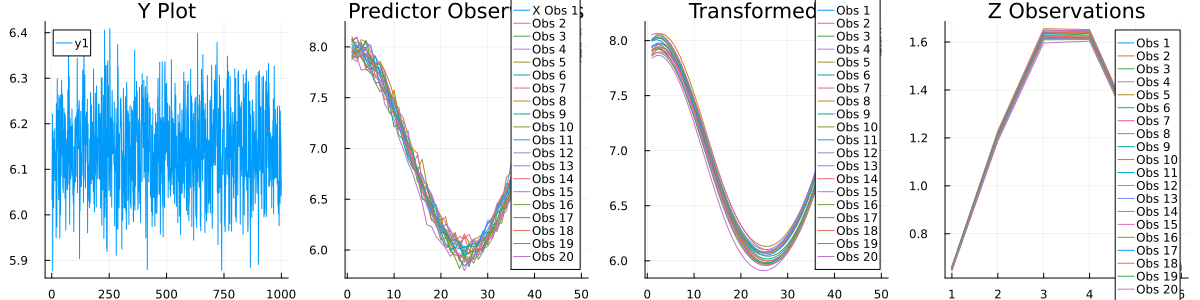 Y Plot
6.4
6.3
6.2
6.1
6.0
5.9
0
250
500
750
1000
y1
Predictor Obser
8.0
7.5
7.0
6.5
6.0
0
10
20
30
40
50
X Obs 1
Obs 2
Obs 3
Obs 4
Obs 5
Obs 6
Obs 7
Obs 8
Obs 9
Obs 10
Obs 11
Obs 12
Obs 13
Obs 14
Obs 15
Obs 16
Obs 17
Obs 18
Obs 19
Obs 20
Transformed
8.0
7.5
7.0
6.5
6.0
0
10
20
30
40
50
Obs 1
Obs 2
Obs 3
Obs 4
Obs 5
Obs 6
Obs 7
Obs 8
Obs 9
Obs 10
Obs 11
Obs 12
Obs 13
Obs 14
Obs 15
Obs 16
Obs 17
Obs 18
Obs 19
Obs 20
Z Observations
1.6
1.4
1.2
1.0
0.8
1
2
3
4
Obs 1
Obs 2
Obs 3
Obs 4
Obs 5
Obs 6
Obs 7
Obs 8
Obs 9
Obs 10
Obs 11
Obs 12
Obs 13
Obs 14
Obs 15
Obs 16
Obs 17
Obs 18
Obs 19
Obs 20